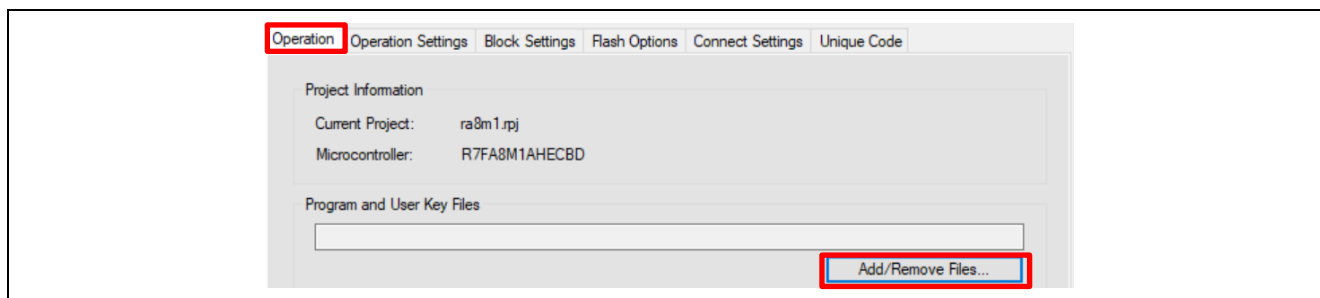 Operation Operation Settings Block Settings Flash Options Connect Settings Unique Code
Project Information
Current Project: ra8m1.rpj
Microcontroller: R7FA8M1AHECBD
Program and User Key Files
Add/Remove Files...